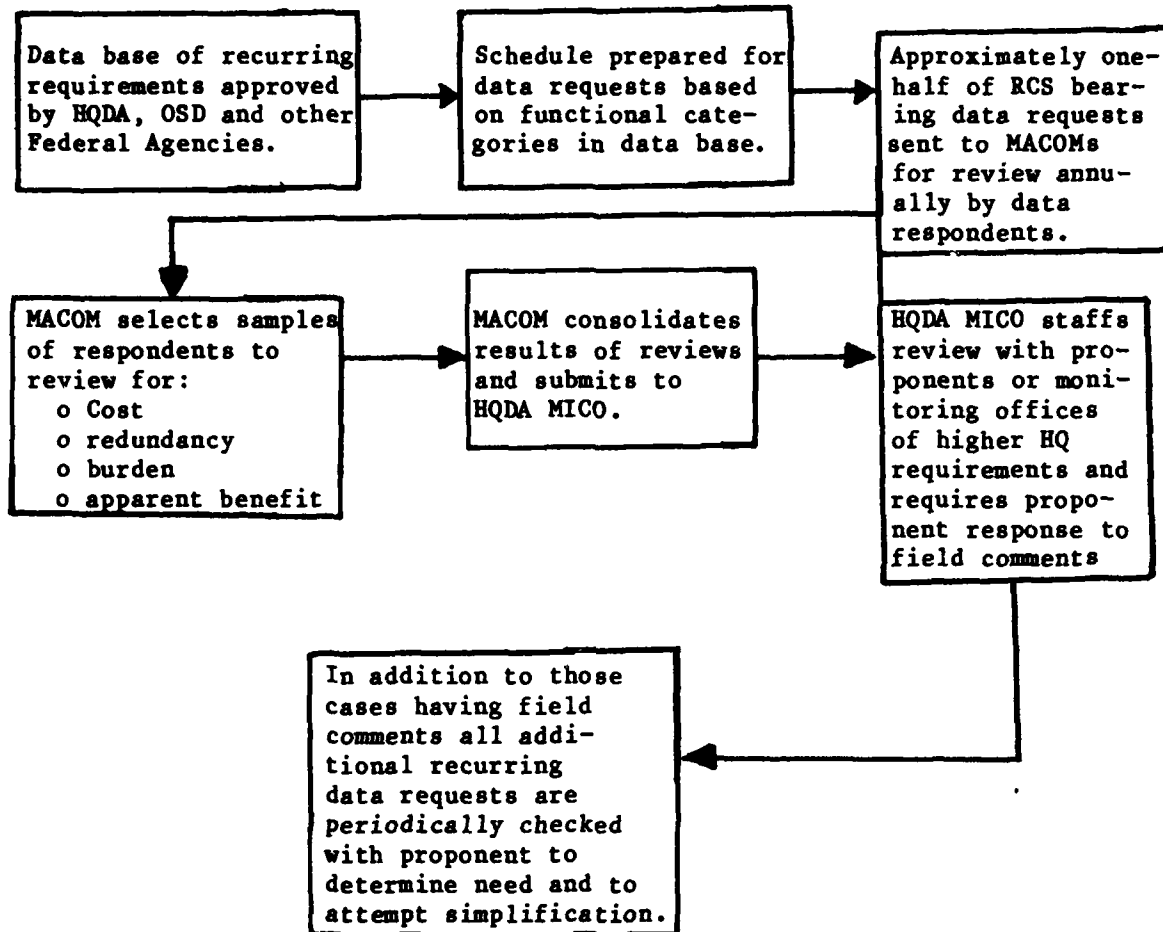 Data base of recurring
requirements approved
by HQDA, OSD and other
Federal Agencies.
Schedule prepared for
data requests based
on functional cate-
gories in data base.
Approximately one-
half of RCS bear-
ing data requests
sent to MACOMs
for review annu-
ally by data
respondents.
MACOM selects samples
of respondents to
review for:
o Cost
o redundancy
o burden
o apparent benefit
MACOM consolidates
results of reviews
and submits to
HQDA MICO.
HQDA MICO staffs
review with pro-
ponents or moni-
toring offices
of higher HQ
requirements and
requires propo-
nent response to
field comments
In addition to those
cases having field
comments all addi-
tional recurring
data requests are
periodically checked
with proponent to
determine need and to
attempt simplification.